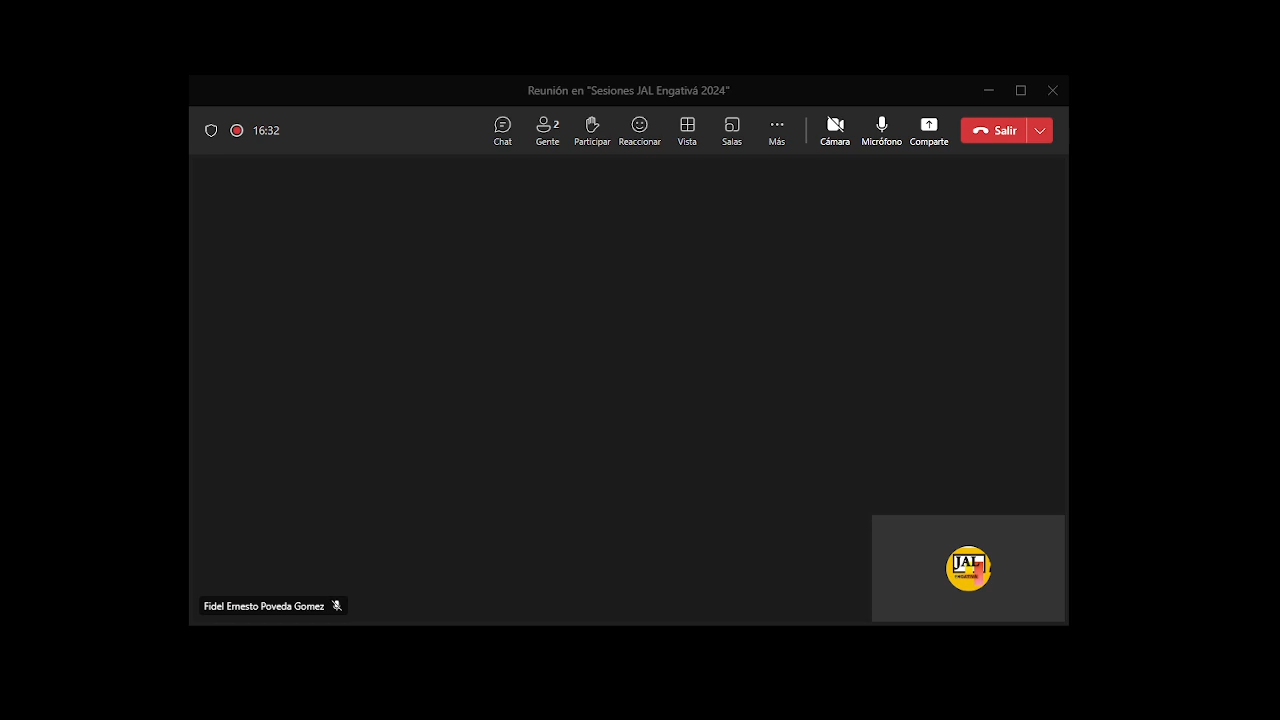 Reunión en "Sesiones JAL Engativá 2024"
16:32
Chat
2
Gente
Participar
Reaccionar
Vista
Salas
Más
Cámara
Micrófono
Comparte
Salir
JAL
Fidel Ernesto Poveda Gomez